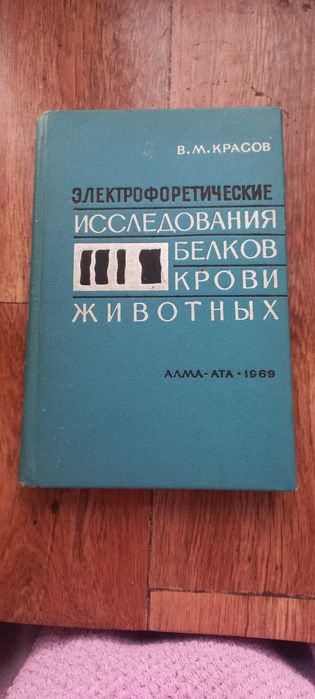 В. М. КРАСОВ
ЭЛЕКТРОФОРЕТИЧЕСКИЕ
ИССЛЕДОВАНИЯ
БЕЛКОВ
КРОВИ
ЖИВОТНЫХ
АЛМА-АТА • 1969